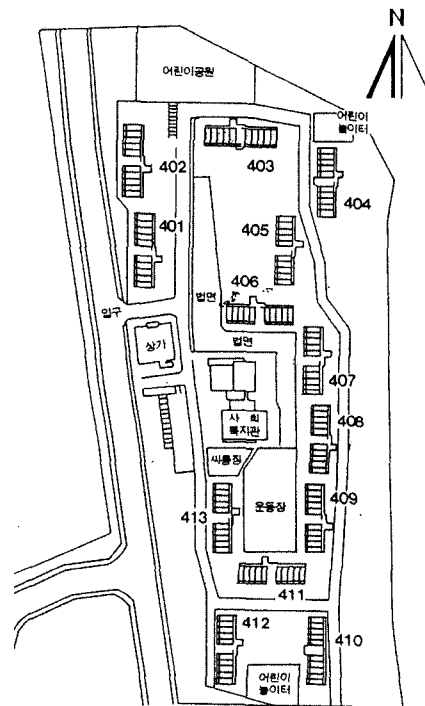 N
어린이공원
어린이
놀이터
402
403
404
401
405
406
법면
입구
법면
상가
407
사 회
복지관
408
씨름장
409
413
운동장
411
412
410
어린이
놀이터